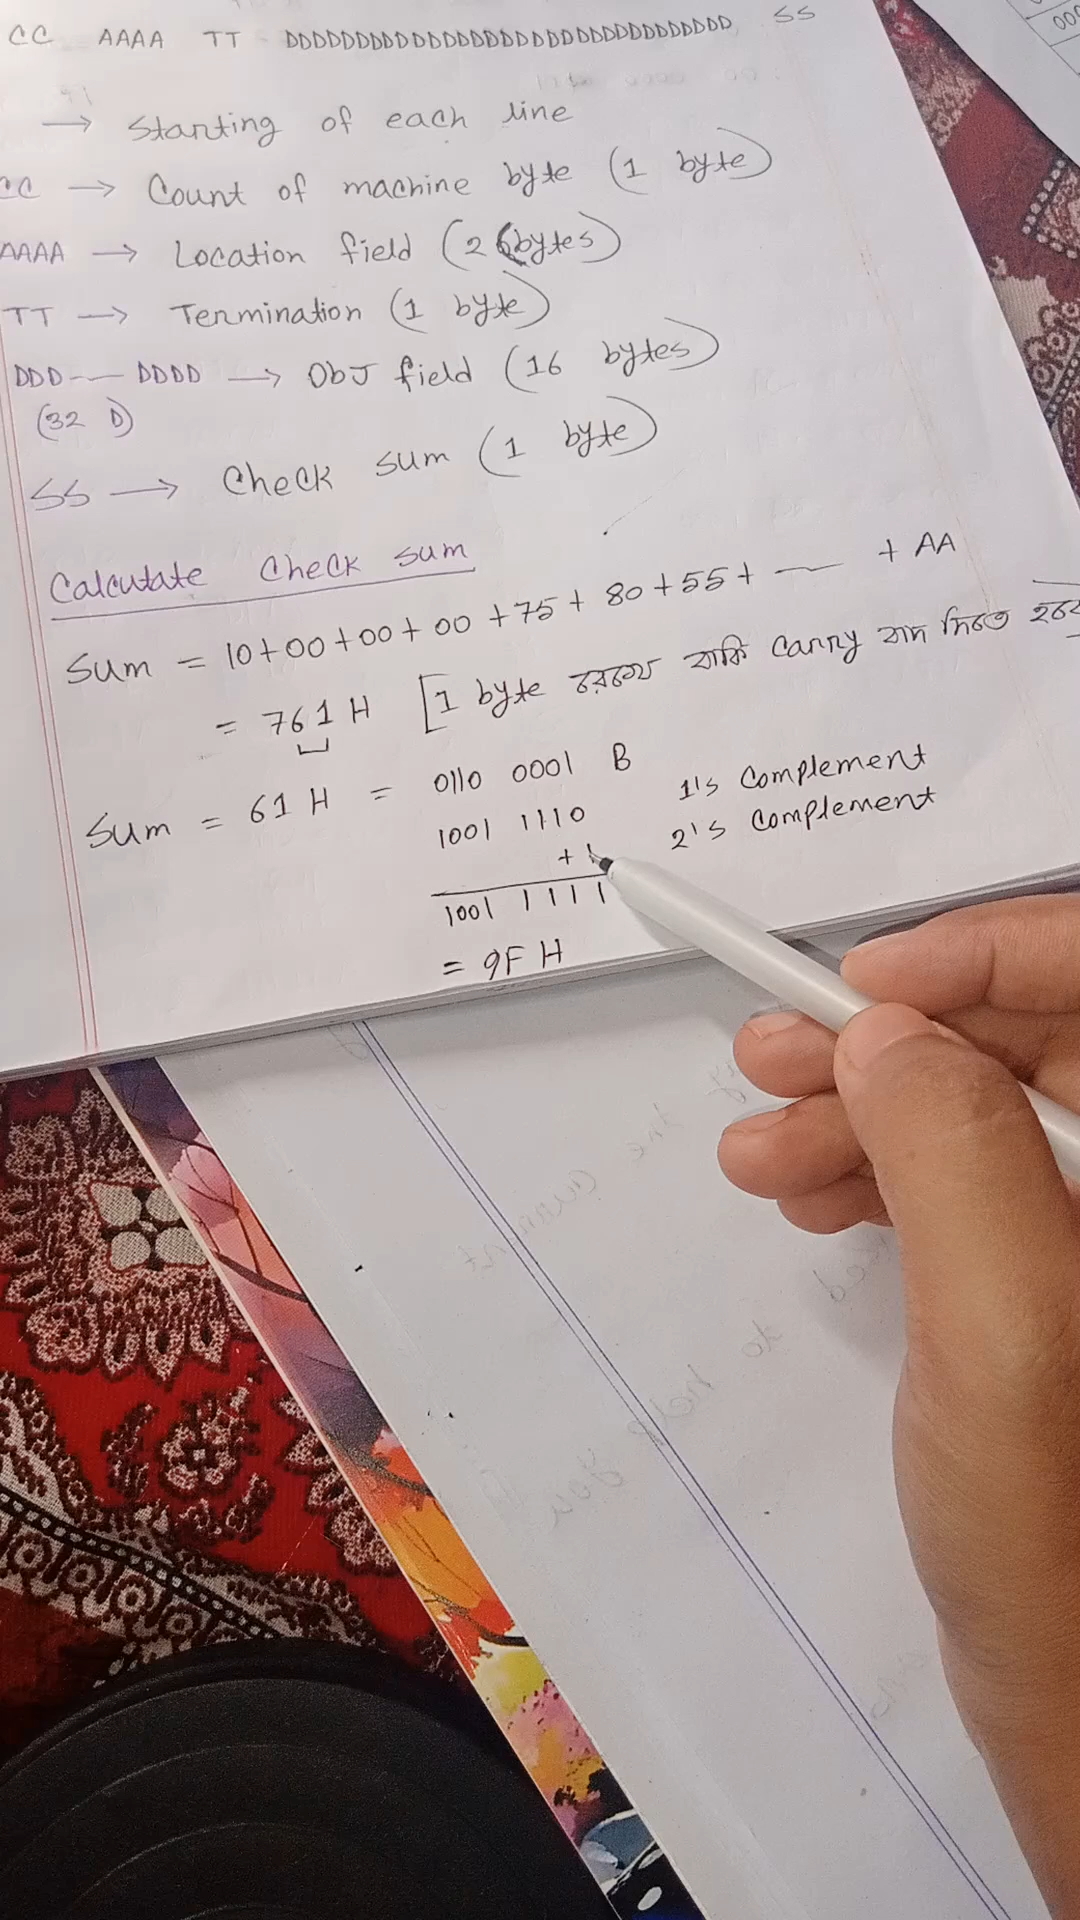 CC AAAA TT DDDDDDDDDDDDDDDDDDDDDDDDDDDDDDDD SS
→ Starting of each line
CC → Count of machine byte (1 byte)
AAAA → Location field (2 bytes)
TT → Termination (1 byte)
DDD — DDDD → Obj field (16 bytes)
(32 D)
SS → Check sum (1 byte)
Calculate Check sum
Sum = 10+00+00+00+75+80+55+ — + AA
= 761 H [1 byte রেখে বাকি carry বাদ দিতে হবে
Sum = 61 H = 0110 0001 B
1001 1110 1's Complement
+1 2's Complement
1001 1111
= 9F H